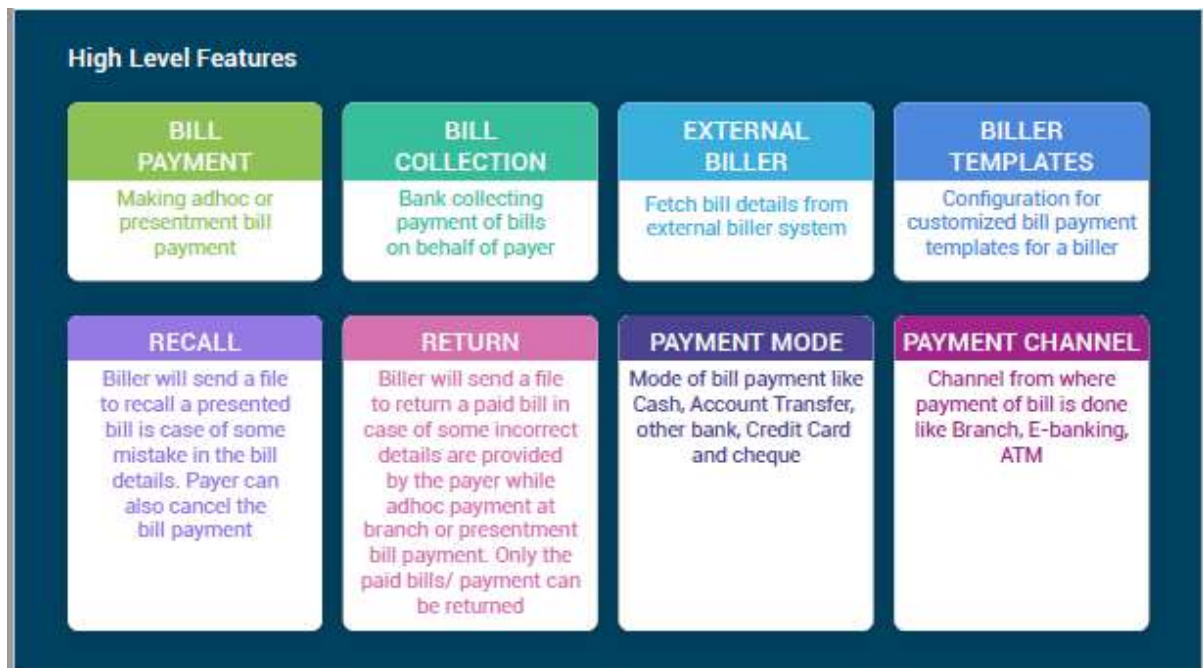 High Level Features
BILL
PAYMENT
Making adhoc or
presentment bill
payment
BILL
COLLECTION
Bank collecting
payment of bills
on behalf of payer
EXTERNAL
BILLER
Fetch bill details from
external biller system
BILLER
TEMPLATES
Configuration for
customized bill payment
templates for a biller
RECALL
Biller will send a file
to recall a presented
bill is case of some
mistake in the bill
details. Payer can
also cancel the
bill payment
RETURN
Biller will send a file
to return a paid bill in
case of some incorrect
details are provided
by the payer while
adhoc payment at
branch or presentment
bill payment. Only the
paid bills/ payment can
be returned
PAYMENT MODE
Mode of bill payment like
Cash, Account Transfer,
other bank, Credit Card
and cheque
PAYMENT CHANNEL
Channel from where
payment of bill is done
like Branch, E-banking,
ATM